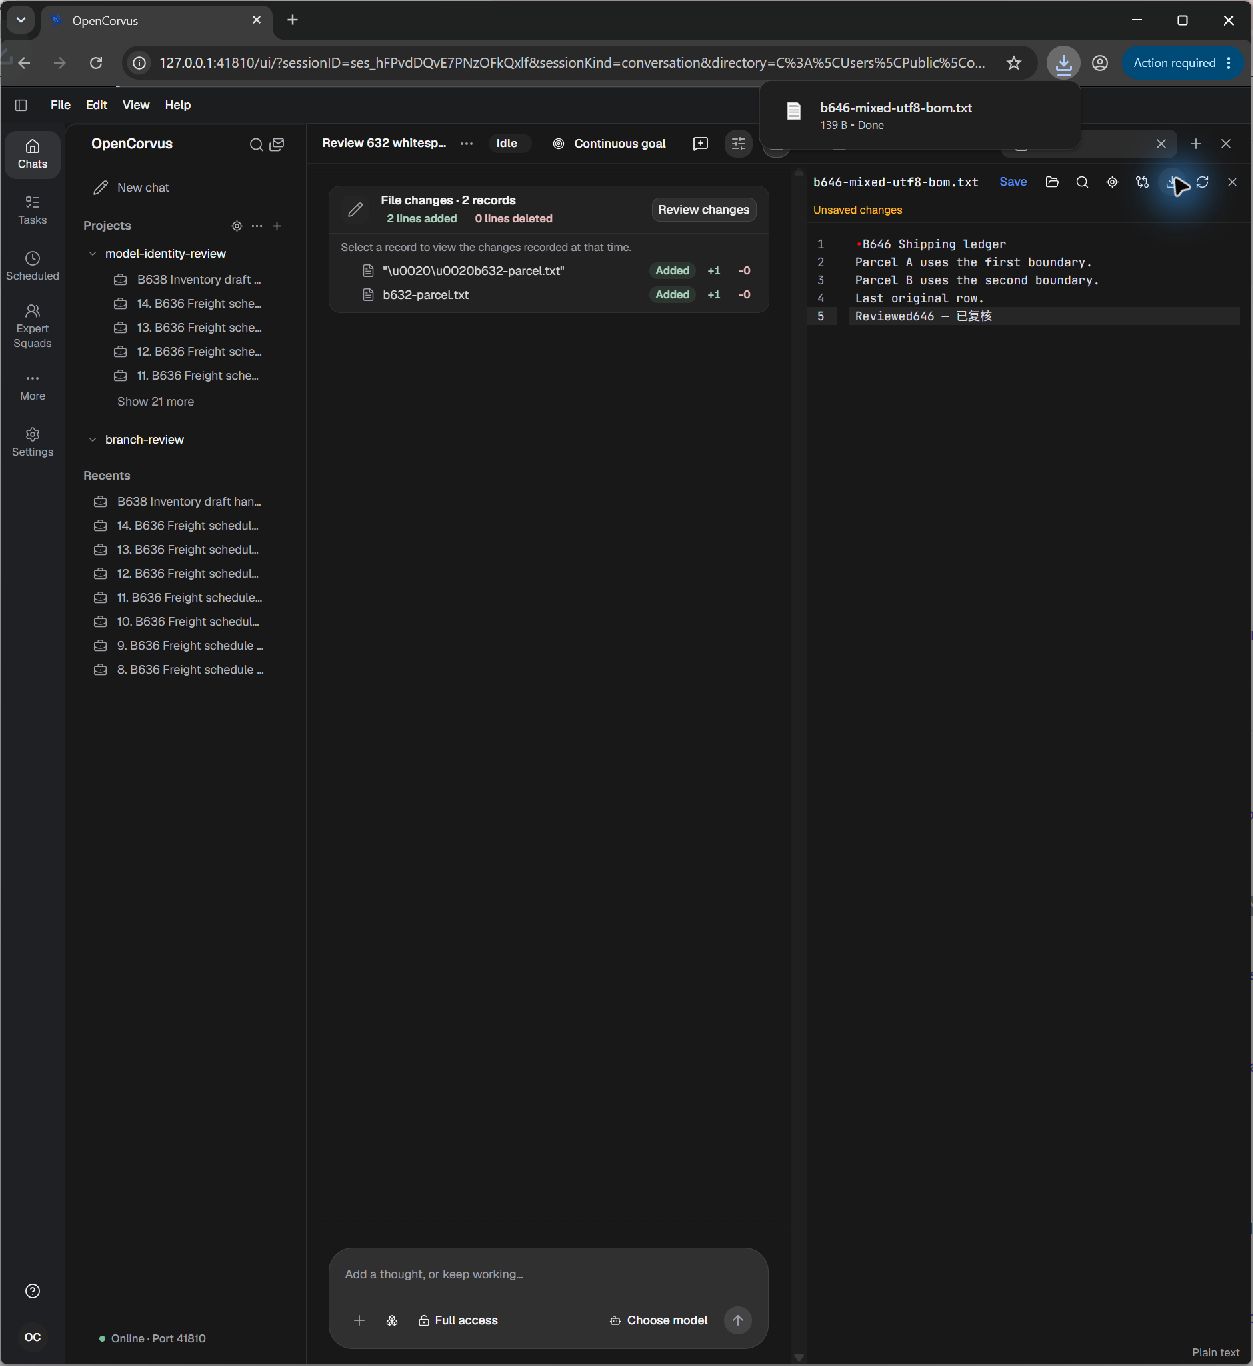 OpenCorvus
127.0.0.1:41810/ui/?sessionID=ses_hFPvdDQvE7PNzOFkQxlf&sessionKind=conversation&directory=C%3A%5CUsers%5CPublic%5Co...
Action required
b646-mixed-utf8-bom.txt
139 B • Done
File Edit View Help
Chats
Tasks
Scheduled
Expert
Squads
More
Settings
OC
OpenCorvus
New chat
Projects
model-identity-review
B638 Inventory draft ...
14. B636 Freight sche...
13. B636 Freight sche...
12. B636 Freight sche...
11. B636 Freight sche...
Show 21 more
branch-review
Recents
B638 Inventory draft han...
14. B636 Freight schedul...
13. B636 Freight schedul...
12. B636 Freight schedul...
11. B636 Freight schedule...
10. B636 Freight schedul...
9. B636 Freight schedule ...
8. B636 Freight schedule ...
Online · Port 41810
Review 632 whitesp... ··· Idle Continuous goal
File changes · 2 records
2 lines added 0 lines deleted
Review changes
Select a record to view the changes recorded at that time.
"\u0020\u0020b632-parcel.txt" Added +1 -0
b632-parcel.txt Added +1 -0
Add a thought, or keep working...
Full access Choose model
b646-mixed-utf8-bom.txt Save
Unsaved changes
1 •B646 Shipping ledger
2 Parcel A uses the first boundary.
3 Parcel B uses the second boundary.
4 Last original row.
5 Reviewed646 — 已复核
Plain text